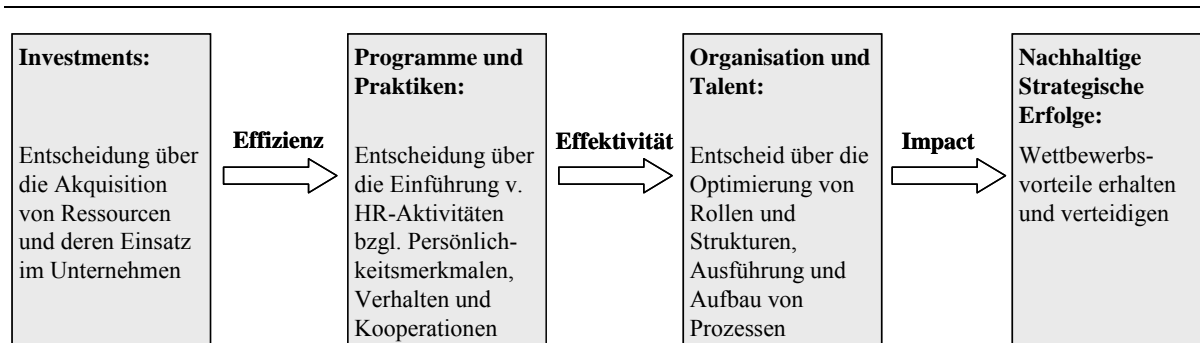 Investments:
Entscheidung über
die Akquisition
von Ressourcen
und deren Einsatz
im Unternehmen
Effizienz
Programme und
Praktiken:
Entscheidung über
die Einführung v.
HR-Aktivitäten
bzgl. Persönlich-
keitsmerkmalen,
Verhalten und
Kooperationen
Effektivität
Organisation und
Talent:
Entscheid über die
Optimierung von
Rollen und
Strukturen,
Ausführung und
Aufbau von
Prozessen
Impact
Nachhaltige
Strategische
Erfolge:
Wettbewerbs-
vorteile erhalten
und verteidigen